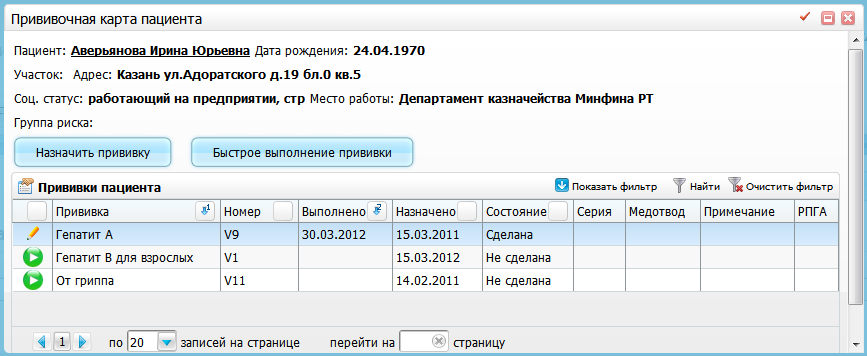 Прививочная карта пациента
Пациент: Аверьянова Ирина Юрьевна Дата рождения: 24.04.1970
Участок: Адрес: Казань ул.Адоратского д.19 бл.0 кв.5
Соц. статус: работающий на предприятии, стр Место работы: Департамент казначейства Минфина РТ
Группа риска:
Назначить прививку Быстрое выполнение прививки
Прививки пациента Показать фильтр Найти Очистить фильтр
Прививка 1 Номер Выполнено 2 Назначено Состояние Серия Медотвод Примечание РПГА
Гепатит А V9 30.03.2012 15.03.2011 Сделана
Гепатит В для взрослых V1 15.03.2012 Не сделана
От гриппа V11 14.02.2011 Не сделана
1 по 20 записей на странице перейти на страницу